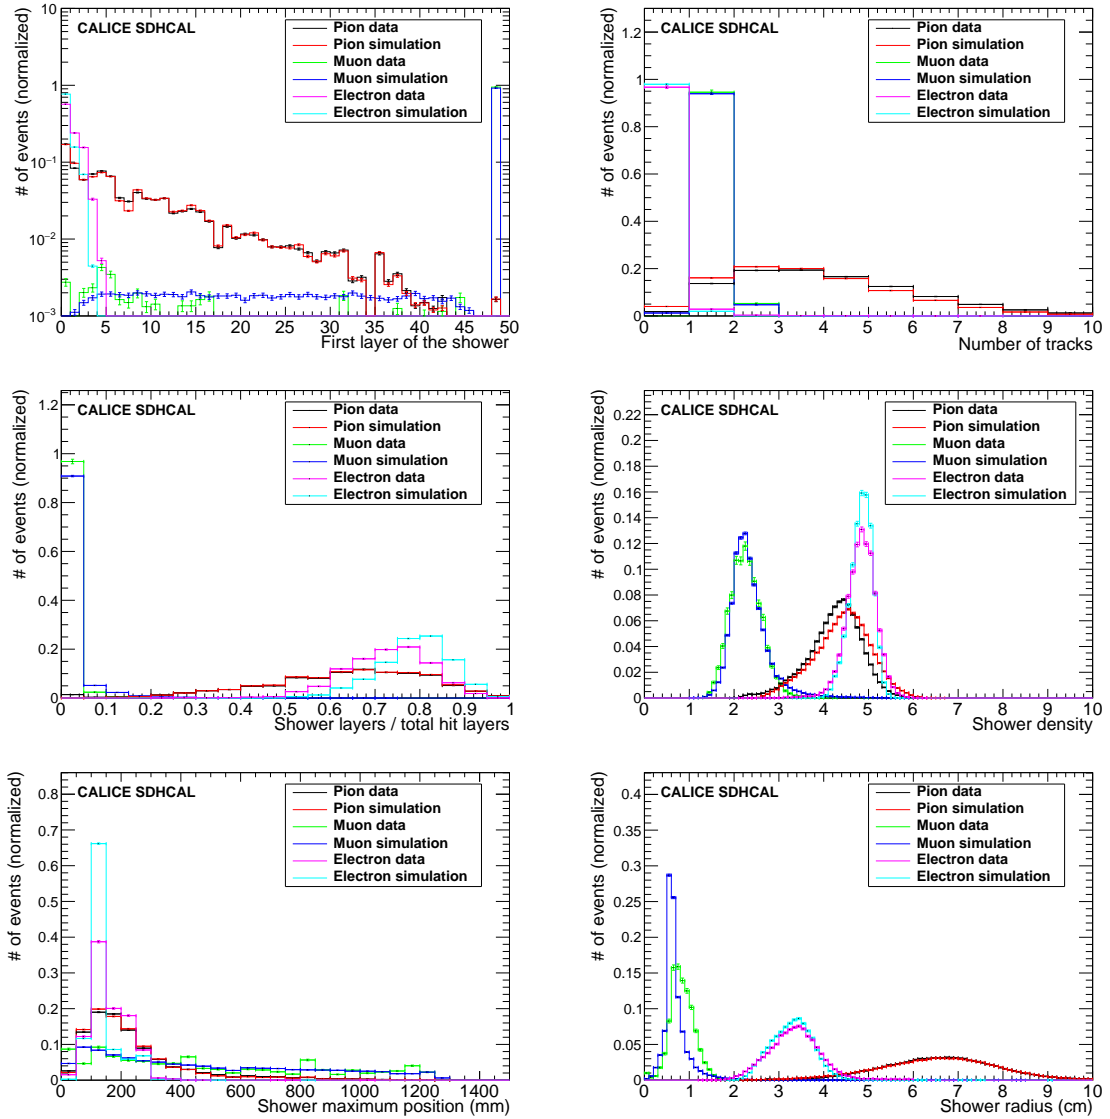 CALICE SDHCAL
Pion data
Pion simulation
Muon data
Muon simulation
Electron data
Electron simulation
# of events (normalized)
10
1
10⁻¹
10⁻²
10⁻³
0 5 10 15 20 25 30 35 40 45 50
First layer of the shower
CALICE SDHCAL
Pion data
Pion simulation
Muon data
Muon simulation
Electron data
Electron simulation
# of events (normalized)
1.2
1
0.8
0.6
0.4
0.2
0
0 1 2 3 4 5 6 7 8 9 10
Number of tracks
CALICE SDHCAL
Pion data
Pion simulation
Muon data
Muon simulation
Electron data
Electron simulation
# of events (normalized)
1.2
1
0.8
0.6
0.4
0.2
0
0 0.1 0.2 0.3 0.4 0.5 0.6 0.7 0.8 0.9 1
Shower layers / total hit layers
CALICE SDHCAL
Pion data
Pion simulation
Muon data
Muon simulation
Electron data
Electron simulation
# of events (normalized)
0.22
0.2
0.18
0.16
0.14
0.12
0.1
0.08
0.06
0.04
0.02
0
0 1 2 3 4 5 6 7 8 9 10
Shower density
CALICE SDHCAL
Pion data
Pion simulation
Muon data
Muon simulation
Electron data
Electron simulation
# of events (normalized)
0.8
0.7
0.6
0.5
0.4
0.3
0.2
0.1
0
0 200 400 600 800 1000 1200 1400
Shower maximum position (mm)
CALICE SDHCAL
Pion data
Pion simulation
Muon data
Muon simulation
Electron data
Electron simulation
# of events (normalized)
0.4
0.35
0.3
0.25
0.2
0.15
0.1
0.05
0
0 1 2 3 4 5 6 7 8 9 10
Shower radius (cm)